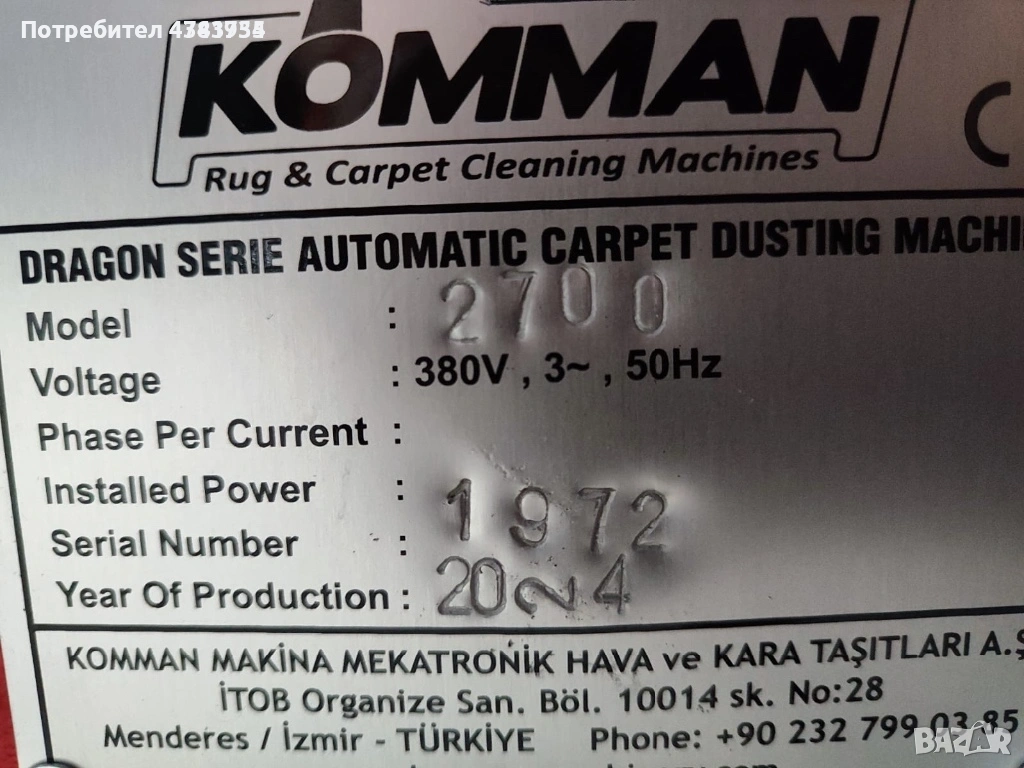 Потребител
KOMMAN
Rug & Carpet Cleaning Machines
DRAGON SERIE AUTOMATIC CARPET DUSTING MACHI
Model : 2700
Voltage : 380V , 3~ , 50Hz
Phase Per Current :
Installed Power :
Serial Number : 1972
Year Of Production : 2024
KOMMAN MAKİNA MEKATRONİK HAVA ve KARA TAŞITLARI A.Ş
İTOB Organize San. Böl. 10014 sk. No:28
Menderes / İzmir - TÜRKİYE Phone: +90 232 799 03 85
BAZAR